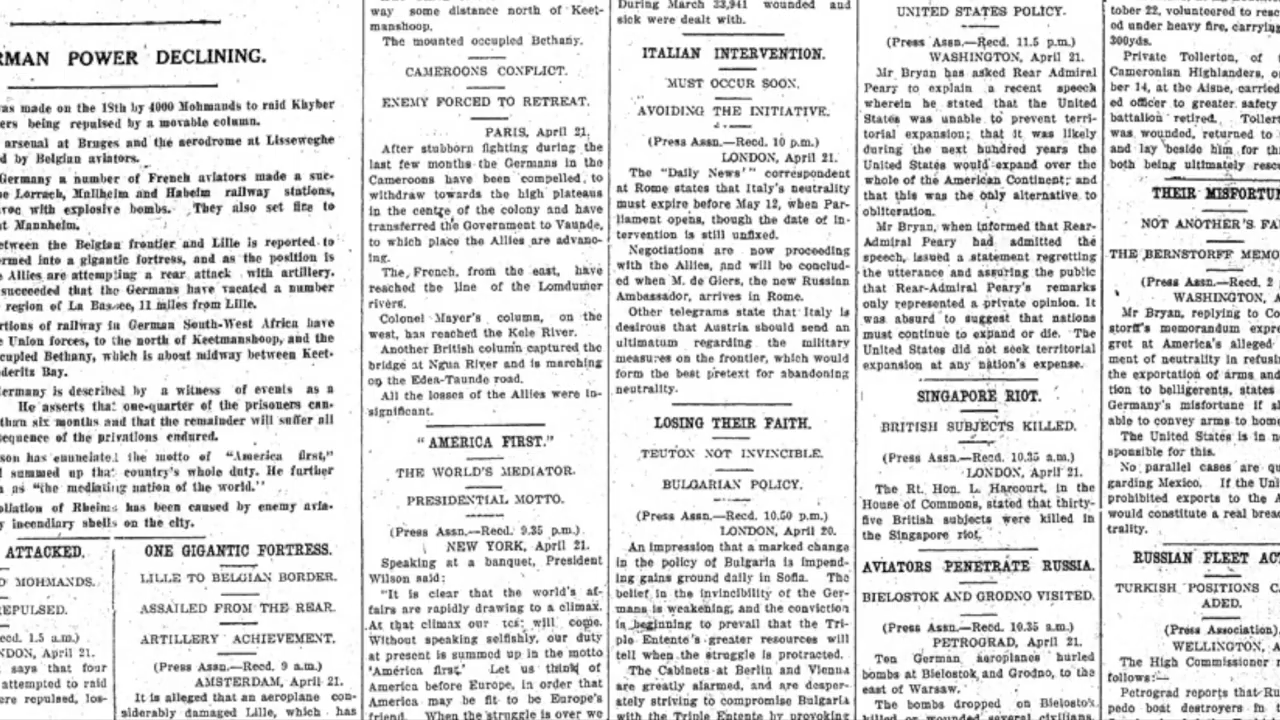 RMAN POWER DECLINING.
as made on the 18th by 4000 Mohmands to raid Khyber
ers being repulsed by a movable column.
arsenal at Bruges and the aerodrome at Lisseweghe
d by Belgian aviators.
Germany a number of French aviators made a suc-
e Lorrach, Mullheim and Habeim railway stations,
voc with explosive bombs. They also set fire to
at Mannheim.
etween the Belgian frontier and Lille is reported to
ormed into a gigantic fortress, and as the position is
e Allies are attempting a rear attack with artillery.
succeeded that the Germans have vacated a number
region of La Bassee, 11 miles from Lille.
rtions of railway in German South-West Africa have
e Union forces, to the north of Keetmanshoop, and the
cupied Bethany, which is about midway between Keet-
deritz Bay.
ermany is described by a witness of events as a
He asserts that one-quarter of the prisoners can-
than six months and that the remainder will suffer all
sequence of the privations endured.
son has enunciated the motto of "America first,"
d summed up that country's whole duty. He further
n as "the mediating nation of the world."
oliation of Rheims has been caused by enemy avia-
y incendiary shells on the city.
ATTACKED.
MOHMANDS.
REPULSED.
ecd. 1.5 a.m.)
NDON, April 21.
says that four
attempted to raid
ere repulsed, los-
ONE GIGANTIC FORTRESS.
LILLE TO BELGIAN BORDER.
ASSAILED FROM THE REAR.
ARTILLERY ACHIEVEMENT.
(Press Assn.—Recd. 9 a.m.)
AMSTERDAM, April 21.
It is alleged that an aeroplane con-
siderably damaged Lille, which has
way some distance north of Keet-
manshoop.
The mounted occupied Bethany.
CAMEROONS CONFLICT.
ENEMY FORCED TO RETREAT.
PARIS, April 21.
After stubborn fighting during the
last few months the Germans in the
Cameroons have been compelled, to
withdraw towards the high plateaus
in the centre of the colony and have
transferred the Government to Vaunde,
to which place the Allies are advanc-
ing.
The French, from the east, have
reached the line of the Lomdumer
rivers.
Colonel Mayer's column, on the
west, has reached the Kele River.
Another British column captured the
bridge at Ngua River and is marching
on the Edea-Taunde road.
All the losses of the Allies were in-
significant.
"AMERICA FIRST."
THE WORLD'S MEDIATOR.
PRESIDENTIAL MOTTO.
(Press Assn.—Recd. 9.35 p.m.)
NEW YORK, April 21.
Speaking at a banquet, President
Wilson said:
"It is clear that the world's af-
fairs are rapidly drawing to a climax.
At that climax our test will come.
Without speaking selfishly, our duty
at present is summed up in the motto
'America first.' Let us think of
America before Europe, in order that
America may be fit to be Europe's
friend. When the struggle is over we
During March 33,941 wounded and
sick were dealt with.
ITALIAN INTERVENTION.
MUST OCCUR SOON.
AVOIDING THE INITIATIVE.
(Press Assn.—Recd. 10 p.m.)
LONDON, April 21.
The "Daily News'" correspondent
at Rome states that Italy's neutrality
must expire before May 12, when Par-
liament opens, though the date of in-
tervention is still unfixed.
Negotiations are now proceeding
with the Allies, and will be conclud-
ed when M. de Giers, the new Russian
Ambassador, arrives in Rome.
Other telegrams state that Italy is
desirous that Austria should send an
ultimatum regarding the military
measures on the frontier, which would
form the best pretext for abandoning
neutrality.
LOSING THEIR FAITH.
TEUTON NOT INVINCIBLE.
BULGARIAN POLICY.
(Press Assn.—Recd. 10.50 p.m.)
LONDON, April 20.
An impression that a marked change
in the policy of Bulgaria is impend-
ing gains ground daily in Sofia. The
belief in the invincibility of the Ger-
mans is weakening, and the conviction
is beginning to prevail that the Tri-
ple Entente's greater resources will
tell when the struggle is protracted.
The Cabinets at Berlin and Vienna
are greatly alarmed, and are desper-
ately striving to compromise Bulgaria
with the Triple Entente by provoking
UNITED STATES POLICY.
(Press Assn.—Recd. 11.5 p.m.)
WASHINGTON, April 21.
Mr Bryan has asked Rear Admiral
Peary to explain a recent speech
wherein he stated that the United
States was unable to prevent terri-
torial expansion; that it was likely
during the next hundred years the
United States would expand over the
whole of the American Continent; and
that this was the only alternative to
obliteration.
Mr Bryan, when informed that Rear-
Admiral Peary had admitted the
speech, issued a statement regretting
the utterance and assuring the public
that Rear-Admiral Peary's remarks
only represented a private opinion. It
was absurd to suggest that nations
must continue to expand or die. The
United States did not seek territorial
expansion at any nation's expense.
SINGAPORE RIOT.
BRITISH SUBJECTS KILLED.
(Press Assn.—Recd. 10.35 a.m.)
LONDON, April 21.
The Rt. Hon. L. Harcourt, in the
House of Commons, stated that thirty-
five British subjects were killed in
the Singapore riot.
AVIATORS PENETRATE RUSSIA.
BIELOSTOK AND GRODNO VISITED.
(Press Assn.—Recd. 10.35 a.m.)
PETROGRAD, April 21.
Ten German aeroplanes hurled
bombs at Bielostok and Grodno, to the
east of Warsaw.
The bombs dropped on Bielostok
killed or wounded several civilians.
tober 22, volunteered to resc
ed under heavy fire, carrying
300yds.
Private Tollerton, of
Cameronian Highlanders, o
ber 14, at the Aisne, carried
ed officer to greater safety
battalion retired. Toller
was wounded, returned to
and lay beside him for th
both being ultimately resc
THEIR MISFORTU
NOT ANOTHER'S FA
THE BERNSTORFF MEMO
(Press Assn.—Recd. 2
WASHINGTON, A
Mr Bryan, replying to Co
storff's memorandum expre
gret at America's alleged
ment of neutrality in refusin
the exportation of arms and
tion to belligerents, states
Germany's misfortune if al
able to convey arms to home
The United States is in n
sponsible for this.
No parallel cases are qu
garding Mexico. If the Uni
prohibited exports to the A
would constitute a real breac
trality.
RUSSIAN FLEET AC
TURKISH POSITIONS C
ADED.
(Press Association)
WELLINGTON, A
The High Commissioner
follows:—
Petrograd reports that Ru
pedo boat destroyers in